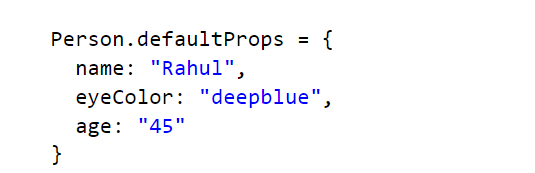 Person.defaultProps = {
  name: "Rahul",
  eyeColor: "deepblue",
  age: "45"
}